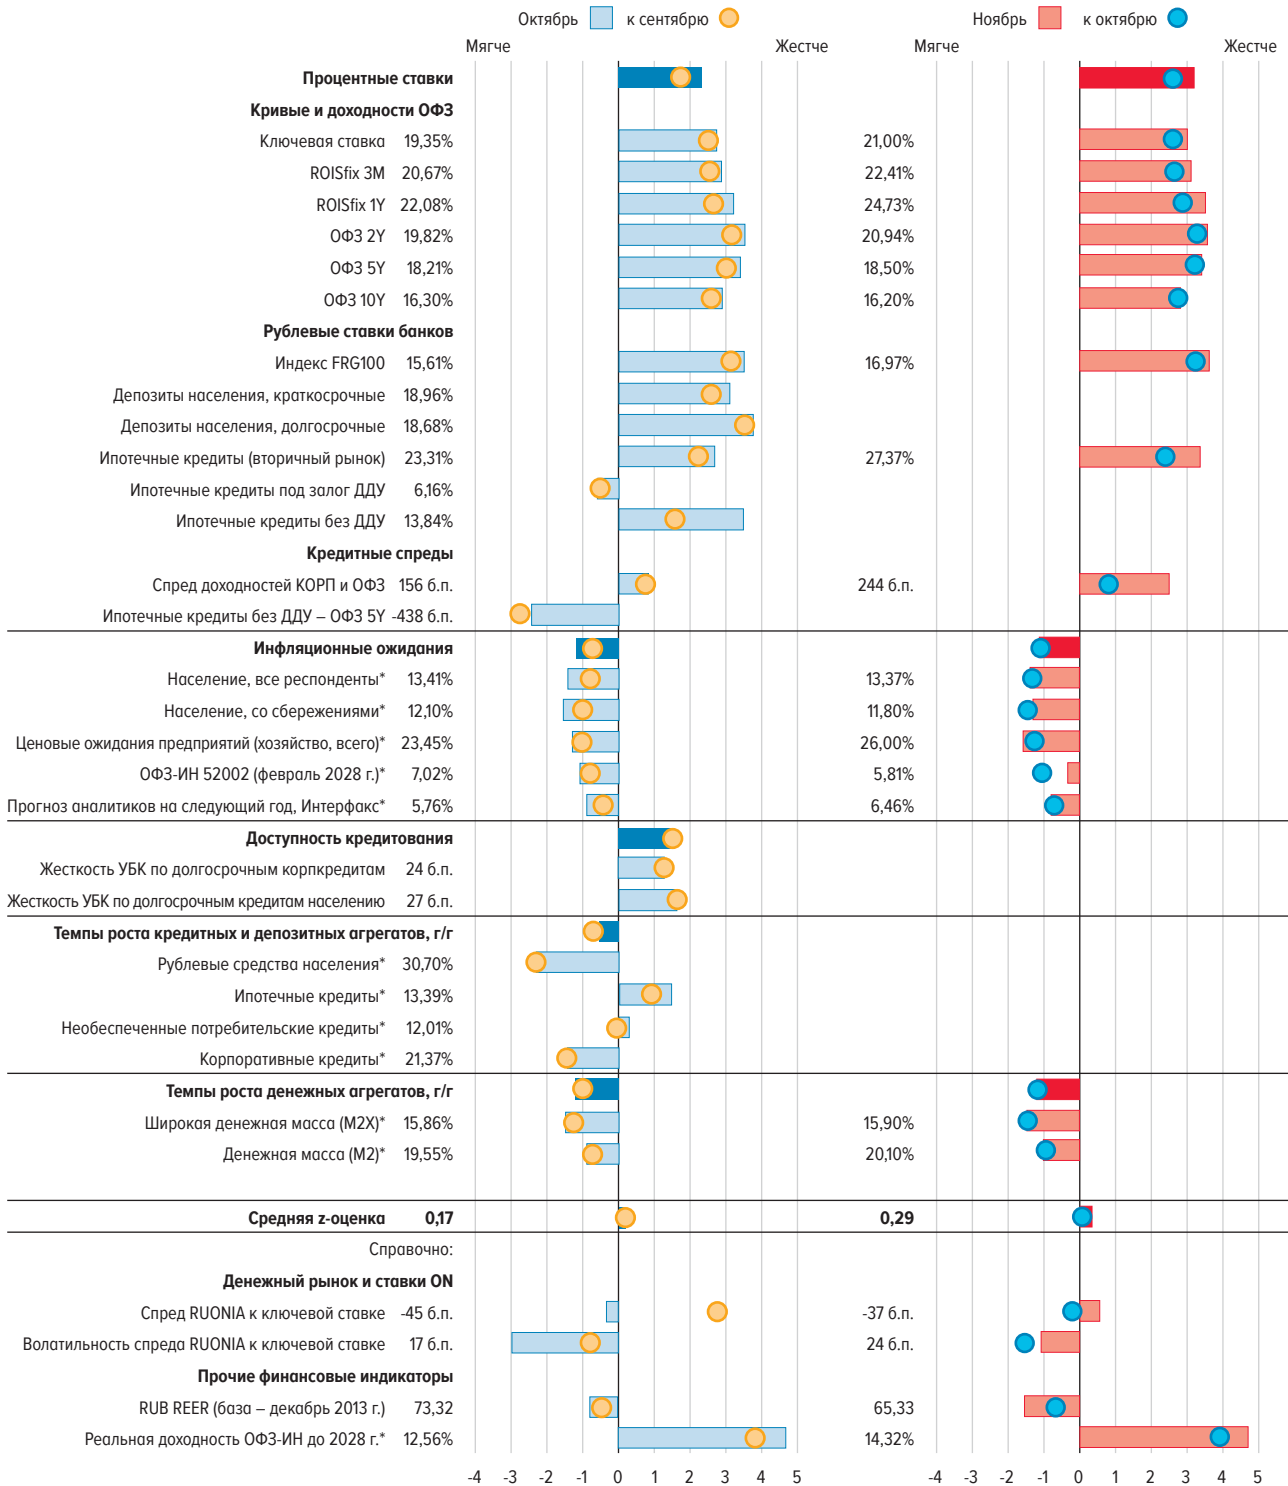 Октябрь к сентябрю Ноябрь к октябрю
Мягче Жестче Мягче Жестче
Процентные ставки
Кривые и доходности ОФЗ
Ключевая ставка 19,35% 21,00%
ROISfix 3M 20,67% 22,41%
ROISfix 1Y 22,08% 24,73%
ОФЗ 2Y 19,82% 20,94%
ОФЗ 5Y 18,21% 18,50%
ОФЗ 10Y 16,30% 16,20%
Рублевые ставки банков
Индекс FRG100 15,61% 16,97%
Депозиты населения, краткосрочные 18,96%
Депозиты населения, долгосрочные 18,68%
Ипотечные кредиты (вторичный рынок) 23,31% 27,37%
Ипотечные кредиты под залог ДДУ 6,16%
Ипотечные кредиты без ДДУ 13,84%
Кредитные спреды
Спред доходностей КОРП и ОФЗ 156 б.п. 244 б.п.
Ипотечные кредиты без ДДУ – ОФЗ 5Y -438 б.п.
Инфляционные ожидания
Население, все респонденты* 13,41% 13,37%
Население, со сбережениями* 12,10% 11,80%
Ценовые ожидания предприятий (хозяйство, всего)* 23,45% 26,00%
ОФЗ-ИН 52002 (февраль 2028 г.)* 7,02% 5,81%
Прогноз аналитиков на следующий год, Интерфакс* 5,76% 6,46%
Доступность кредитования
Жесткость УБК по долгосрочным корпкредитам 24 б.п.
Жесткость УБК по долгосрочным кредитам населению 27 б.п.
Темпы роста кредитных и депозитных агрегатов, г/г
Рублевые средства населения* 30,70%
Ипотечные кредиты* 13,39%
Необеспеченные потребительские кредиты* 12,01%
Корпоративные кредиты* 21,37%
Темпы роста денежных агрегатов, г/г
Широкая денежная масса (М2Х)* 15,86% 15,90%
Денежная масса (М2)* 19,55% 20,10%
Средняя z-оценка 0,17 0,29
Справочно:
Денежный рынок и ставки ON
Спред RUONIA к ключевой ставке -45 б.п. -37 б.п.
Волатильность спреда RUONIA к ключевой ставке 17 б.п. 24 б.п.
Прочие финансовые индикаторы
RUB REER (база – декабрь 2013 г.) 73,32 65,33
Реальная доходность ОФЗ-ИН до 2028 г.* 12,56% 14,32%
-4 -3 -2 -1 0 1 2 3 4 5 -4 -3 -2 -1 0 1 2 3 4 5